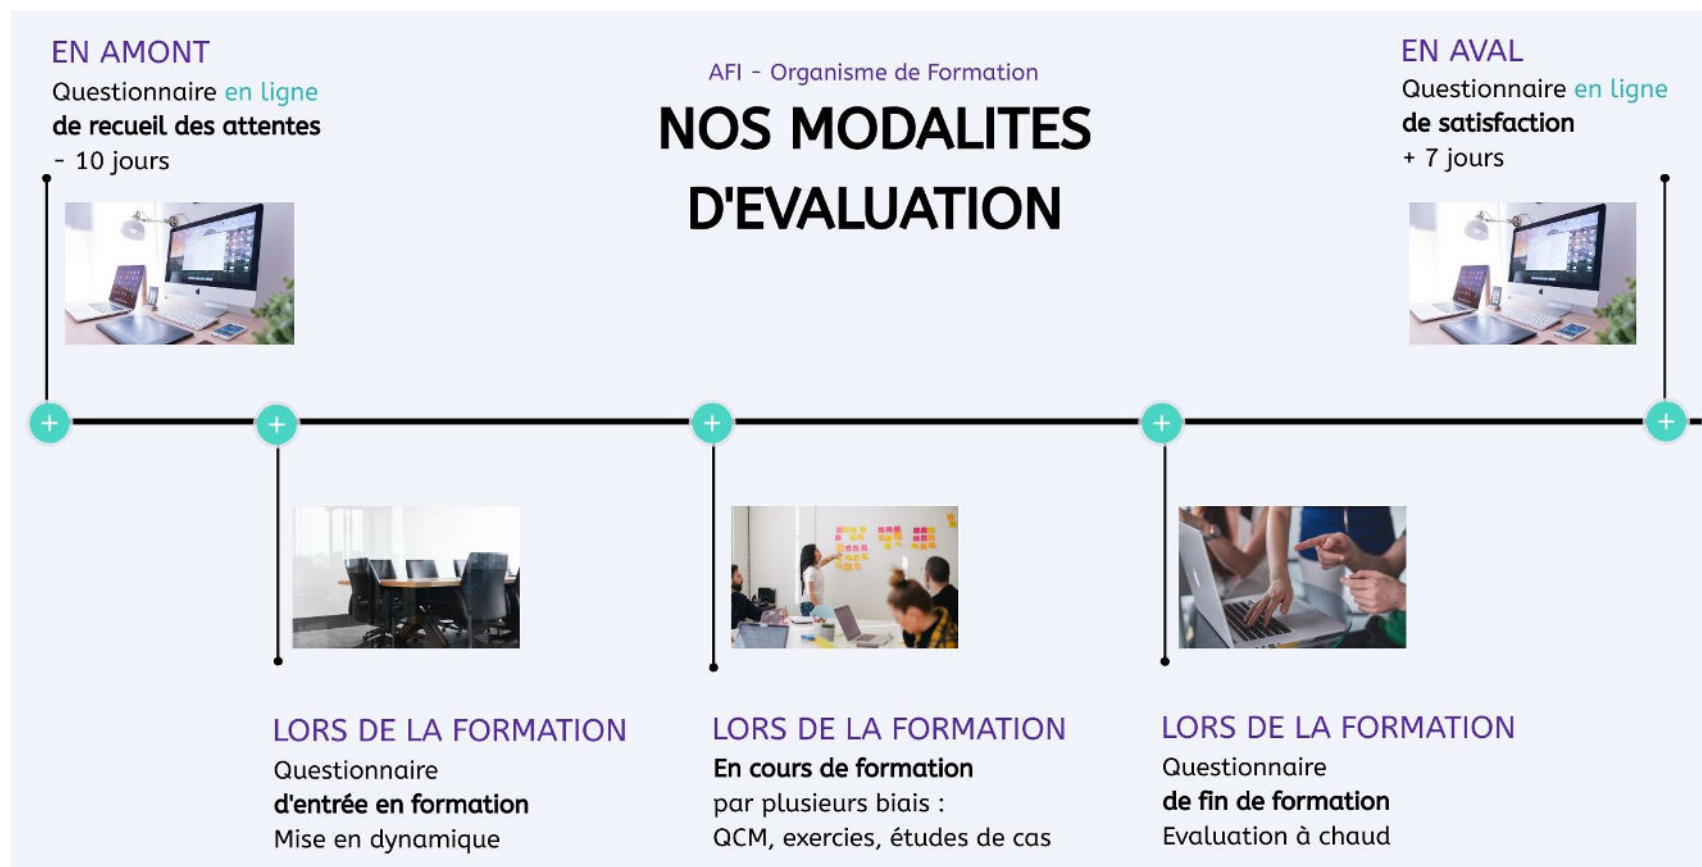 EN AMONT
Questionnaire en ligne
de recueil des attentes
- 10 jours
AFI - Organisme de Formation
NOS MODALITES
D'EVALUATION
EN AVAL
Questionnaire en ligne
de satisfaction
+ 7 jours
LORS DE LA FORMATION
Questionnaire
d'entrée en formation
Mise en dynamique
LORS DE LA FORMATION
En cours de formation
par plusieurs biais :
QCM, exercies, études de cas
LORS DE LA FORMATION
Questionnaire
de fin de formation
Evaluation à chaud